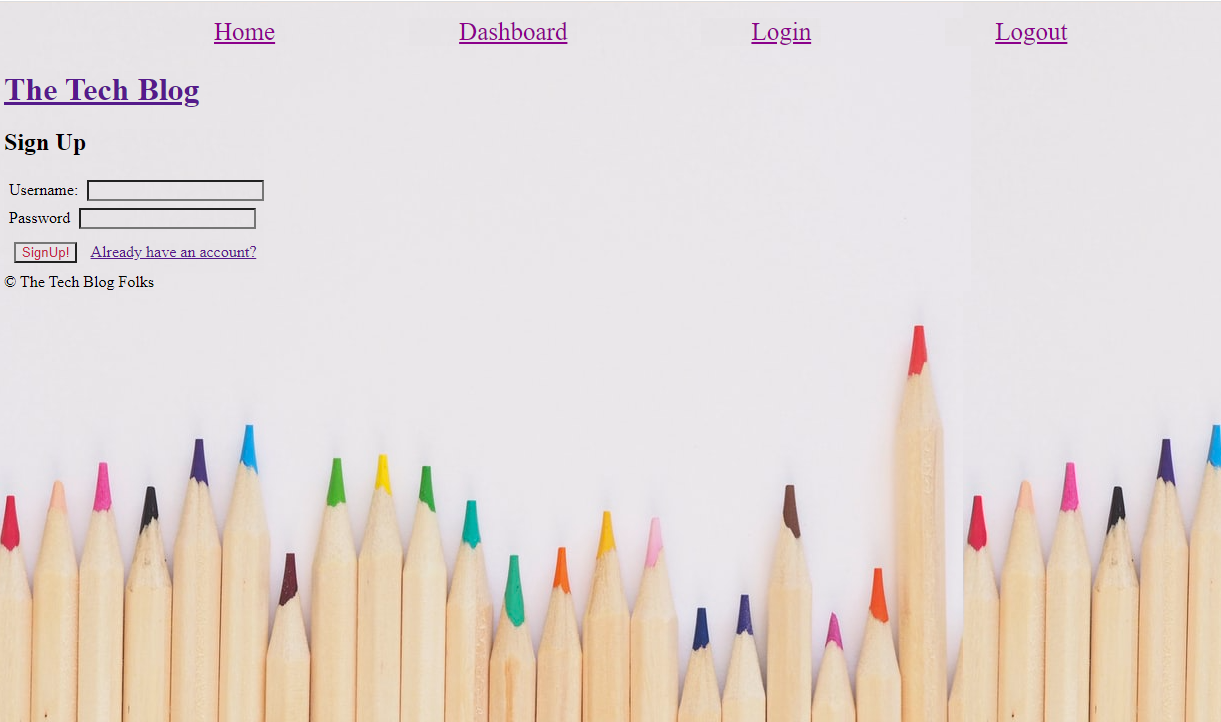 Home Dashboard Login Logout
The Tech Blog
Sign Up
Username:
Password
SignUp! Already have an account?
© The Tech Blog Folks